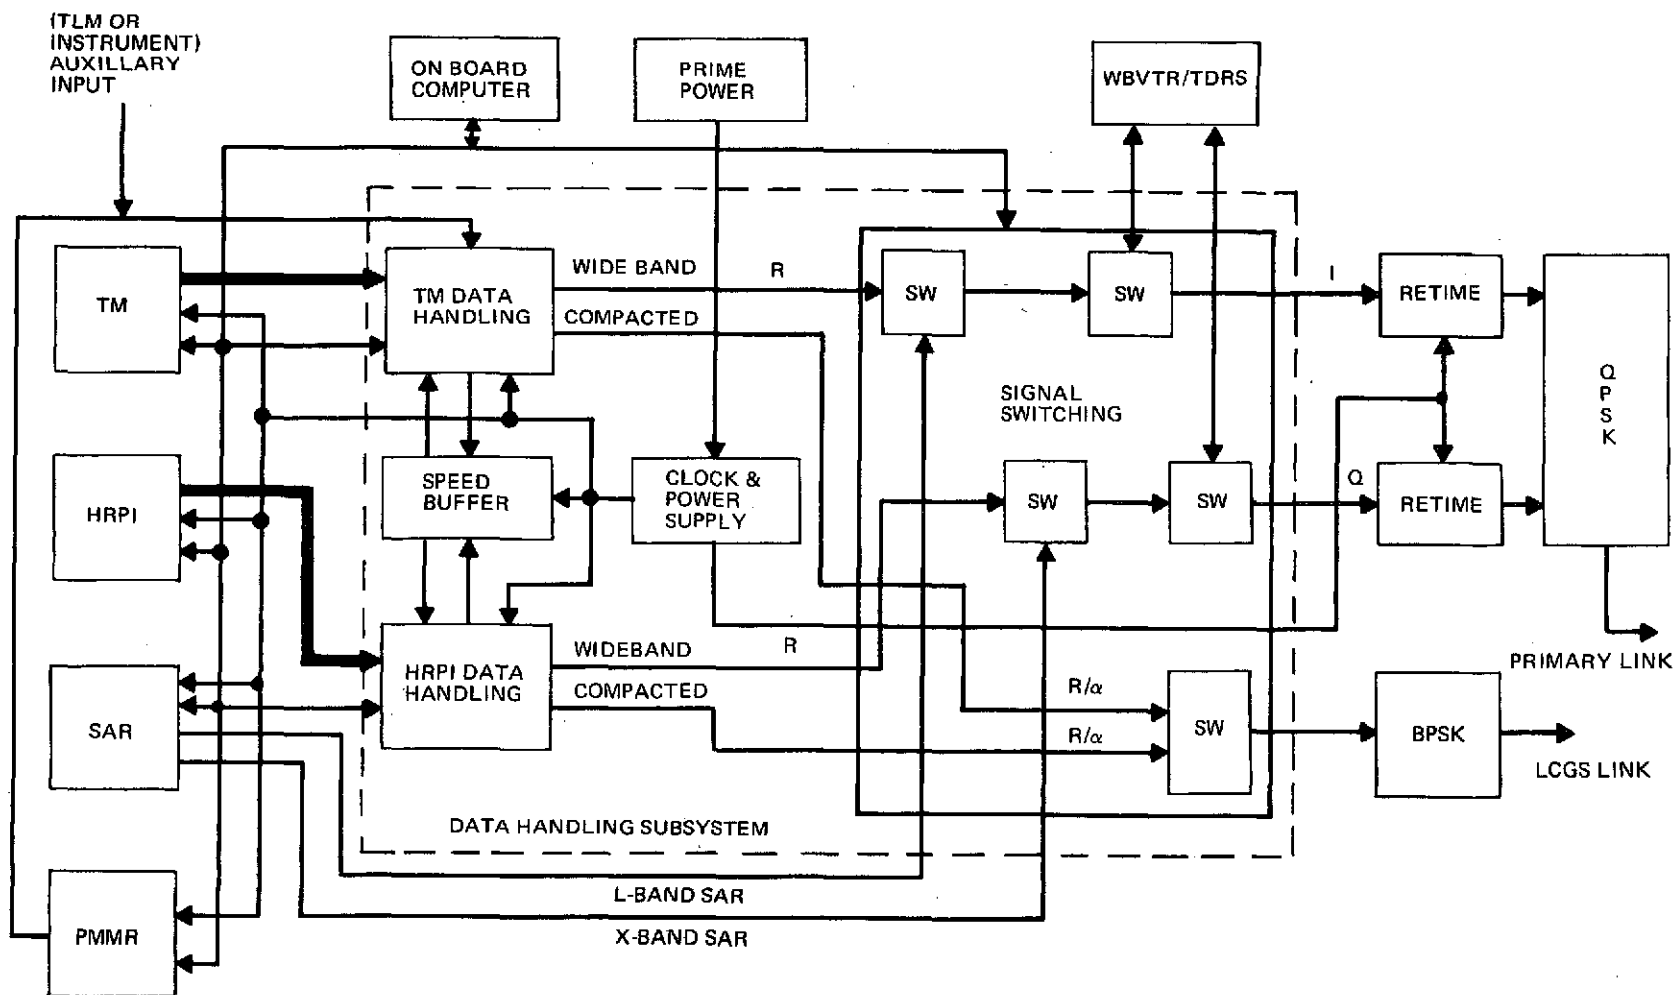 (TLM OR
INSTRUMENT)
AUXILLARY
INPUT
ON BOARD
COMPUTER
PRIME
POWER
WBVTR/TDRS
TM
TM DATA
HANDLING
WIDE BAND
R
COMPACTED
SW
SW
I
RETIME
QPSK
SIGNAL
SWITCHING
HRPI
SPEED
BUFFER
CLOCK &
POWER
SUPPLY
SW
SW
Q
RETIME
PRIMARY LINK
SAR
HRPI DATA
HANDLING
WIDEBAND
R
COMPACTED
R/α
R/α
SW
BPSK
LCGS LINK
DATA HANDLING SUBSYSTEM
L-BAND SAR
X-BAND SAR
PMMR